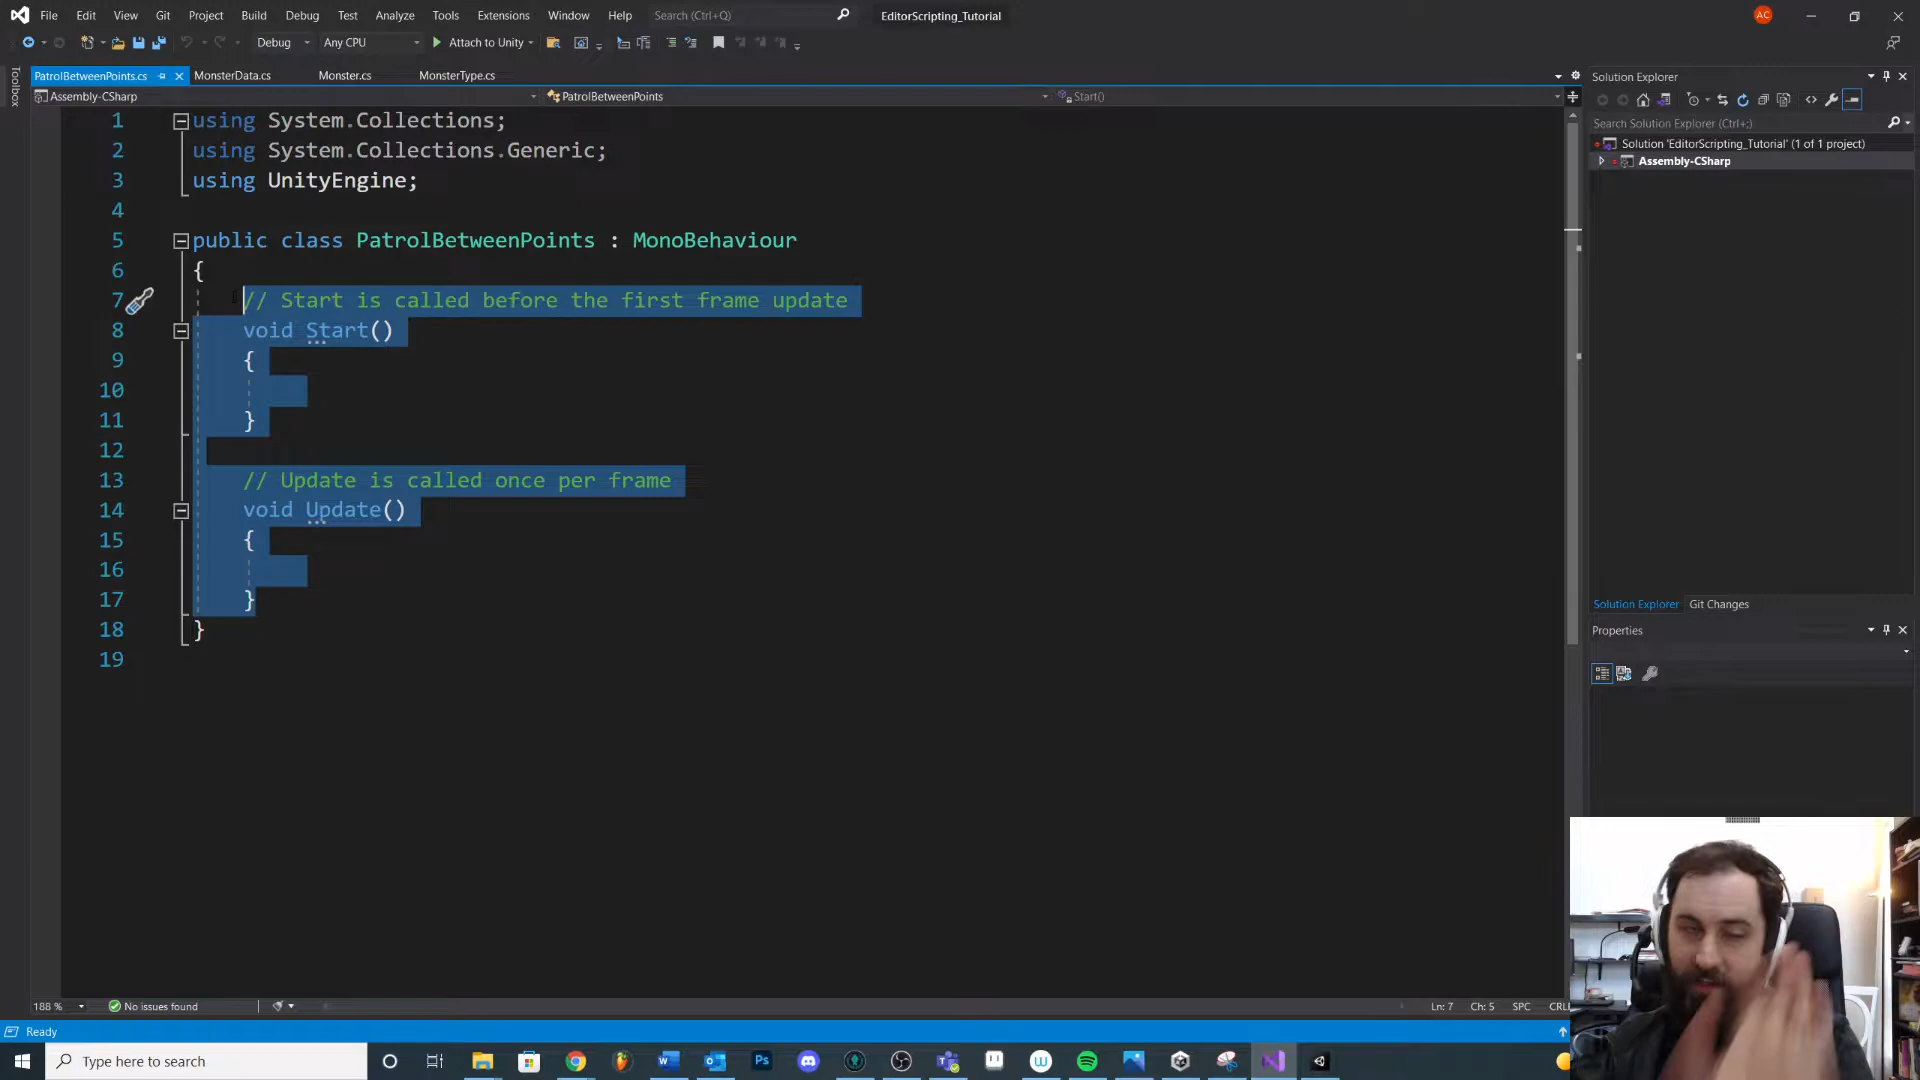 File Edit View Git Project Build Debug Test Analyze Tools Extensions Window Help Search (Ctrl+Q) EditorScripting_Tutorial AC
Debug Any CPU Attach to Unity
Toolbox
PatrolBetweenPoints.cs MonsterData.cs Monster.cs MonsterType.cs
Assembly-CSharp PatrolBetweenPoints Start()
1 using System.Collections;
2 using System.Collections.Generic;
3 using UnityEngine;
4
5 public class PatrolBetweenPoints : MonoBehaviour
6 {
7 // Start is called before the first frame update
8 void Start()
9 {
10
11 }
12
13 // Update is called once per frame
14 void Update()
15 {
16
17 }
18 }
19
Solution Explorer
Search Solution Explorer (Ctrl+;)
Solution 'EditorScripting_Tutorial' (1 of 1 project)
Assembly-CSharp
Solution Explorer Git Changes
Properties
188 % No issues found Ln: 7 Ch: 5 SPC CRL
Ready
Type here to search